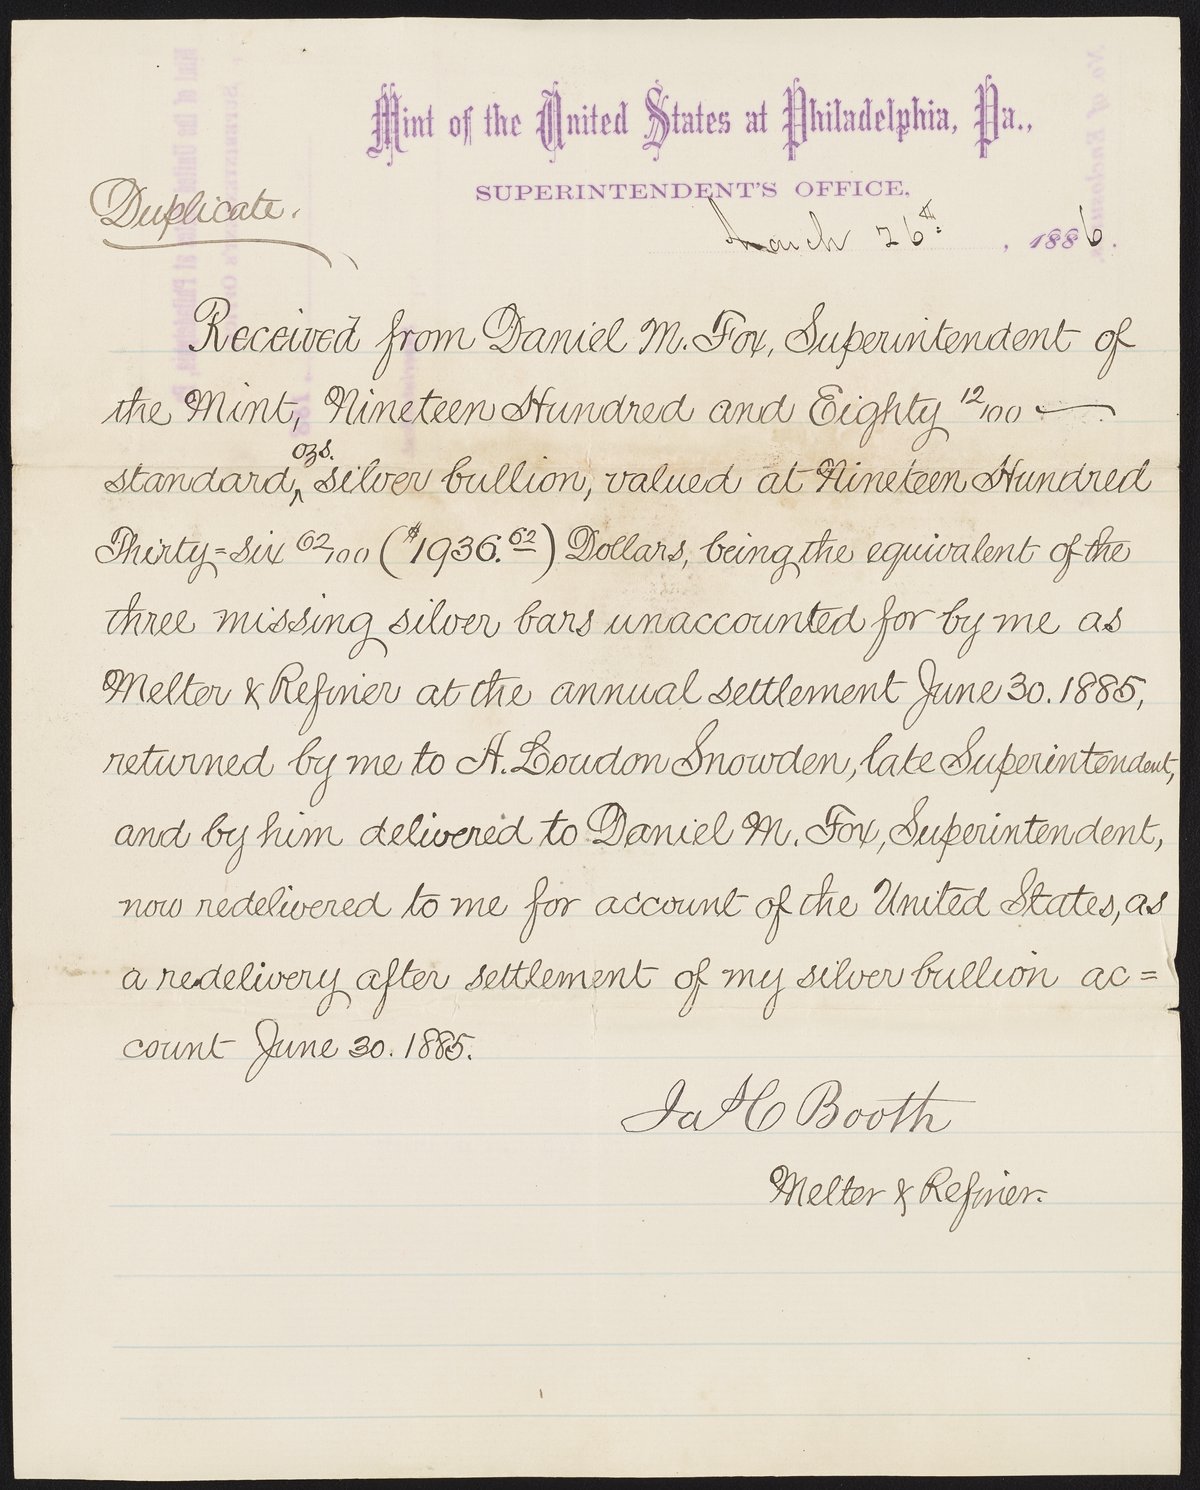 Mint of the United States at Philadelphia, Pa.,
SUPERINTENDENT'S OFFICE.
Duplicate.
March 26th, 1886.
Received from Daniel M. Fox, Superintendent of
the Mint, Nineteen Hundred and Eighty 12/100
standard ozs. silver bullion, valued at Nineteen Hundred
Thirty=six 62/100 ($1936.62) Dollars, being the equivalent of the
three missing silver bars unaccounted for by me as
Melter & Refiner at the annual settlement June 30. 1885,
returned by me to A. Loudon Snowden, late Superintendent,
and by him delivered to Daniel M. Fox, Superintendent,
now redelivered to me for account of the United States, as
a redelivery after settlement of my silver bullion ac=
count June 30. 1885.
Ja C Booth
Melter & Refiner.